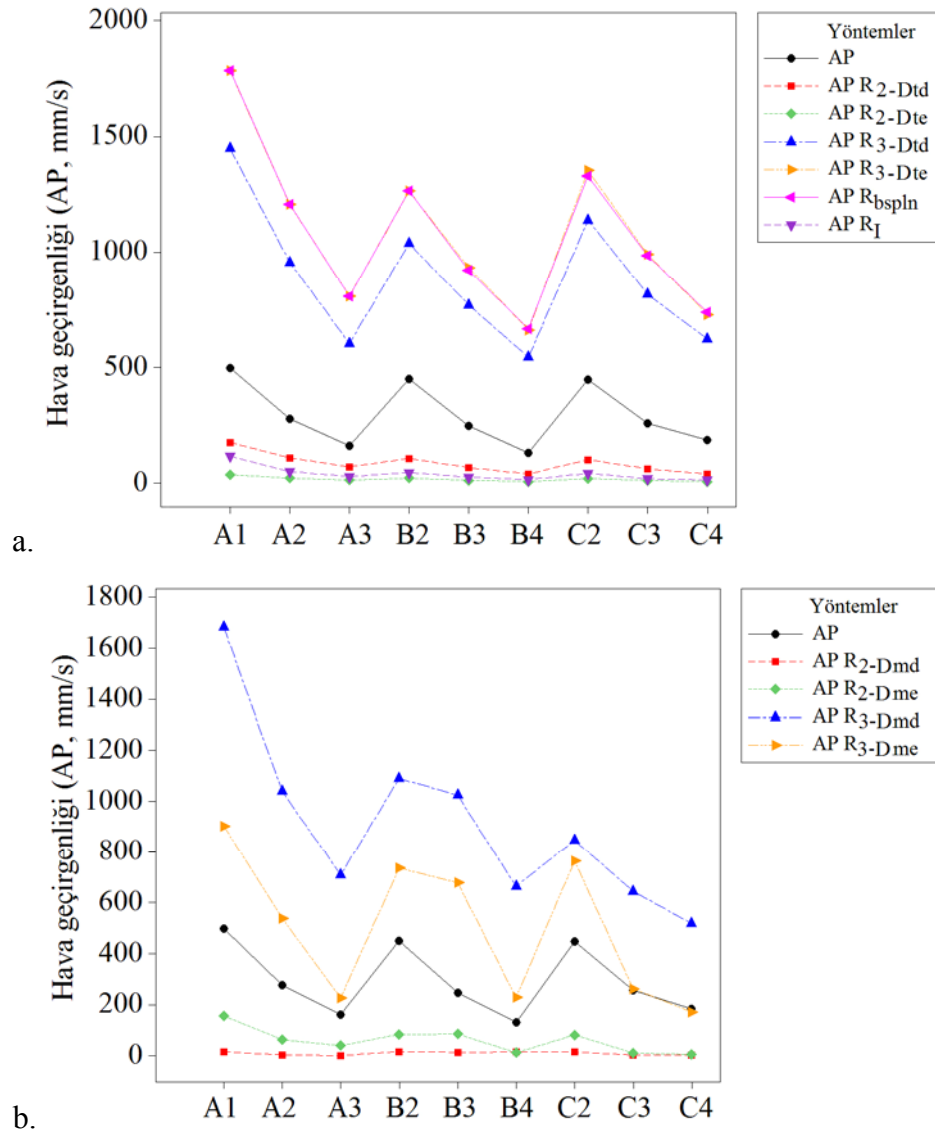 2000
1500
1000
500
0
Hava geçirgenliği (AP, mm/s)
A1 A2 A3 B2 B3 B4 C2 C3 C4
Yöntemler
AP
AP R2-Dtd
AP R2-Dte
AP R3-Dtd
AP R3-Dte
AP Rbspln
AP RI
a.
1800
1600
1400
1200
1000
800
600
400
200
0
Hava geçirgenliği (AP, mm/s)
A1 A2 A3 B2 B3 B4 C2 C3 C4
Yöntemler
AP
AP R2-Dmd
AP R2-Dme
AP R3-Dmd
AP R3-Dme
b.